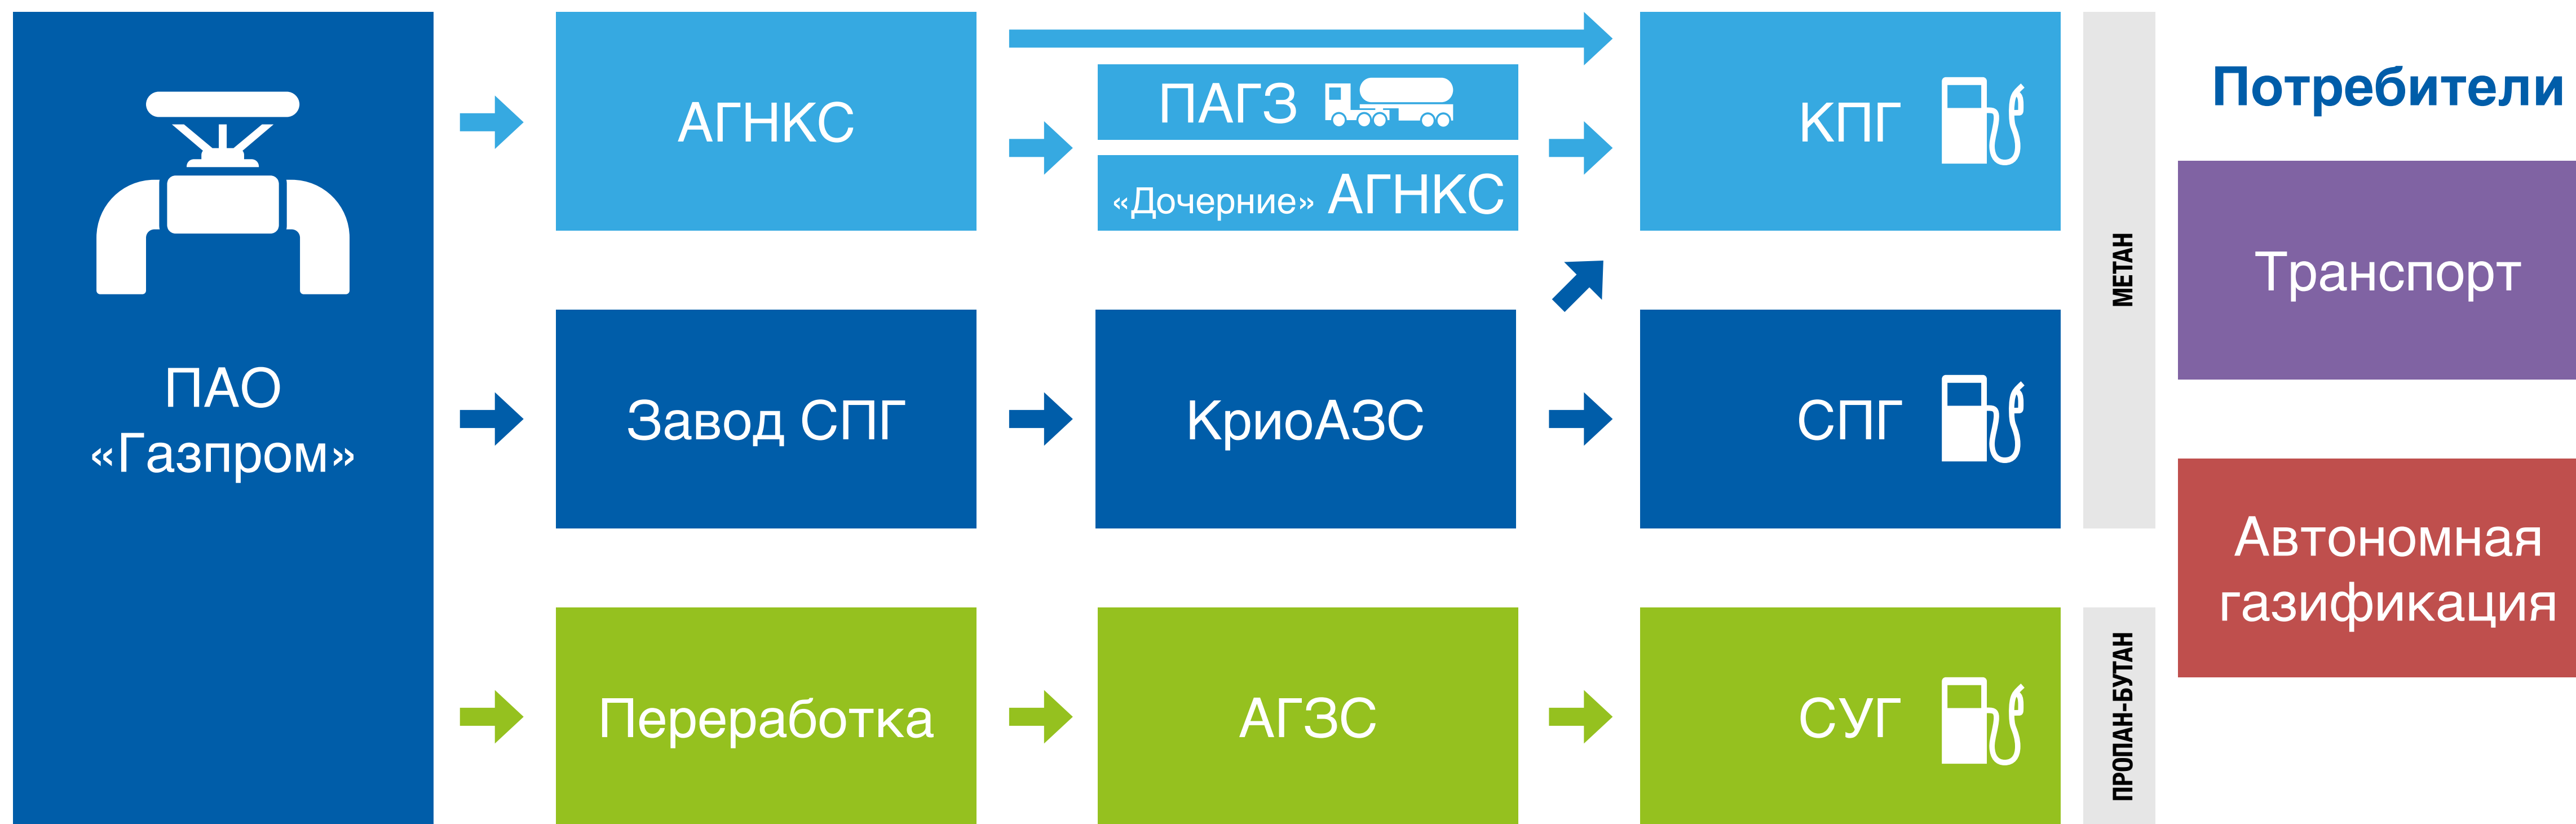 ПАО
«Газпром»
АГНКС
ПАГЗ
«Дочерние» АГНКС
КПГ
Завод СПГ
КриоАЗС
СПГ
Переработка
АГЗС
СУГ
МЕТАН
ПРОПАН-БУТАН
Потребители
Транспорт
Автономная
газификация